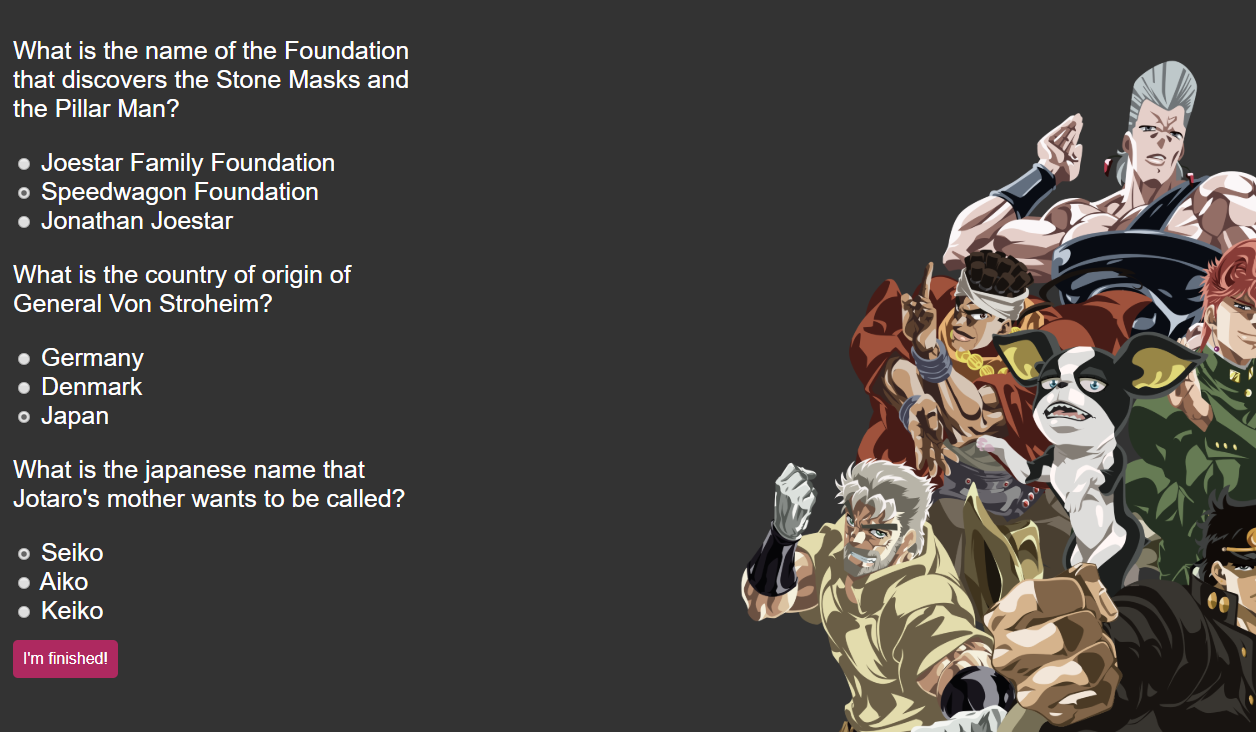 What is the name of the Foundation
that discovers the Stone Masks and
the Pillar Man?
Joestar Family Foundation
Speedwagon Foundation
Jonathan Joestar
What is the country of origin of
General Von Stroheim?
Germany
Denmark
Japan
What is the japanese name that
Jotaro's mother wants to be called?
Seiko
Aiko
Keiko
I'm finished!